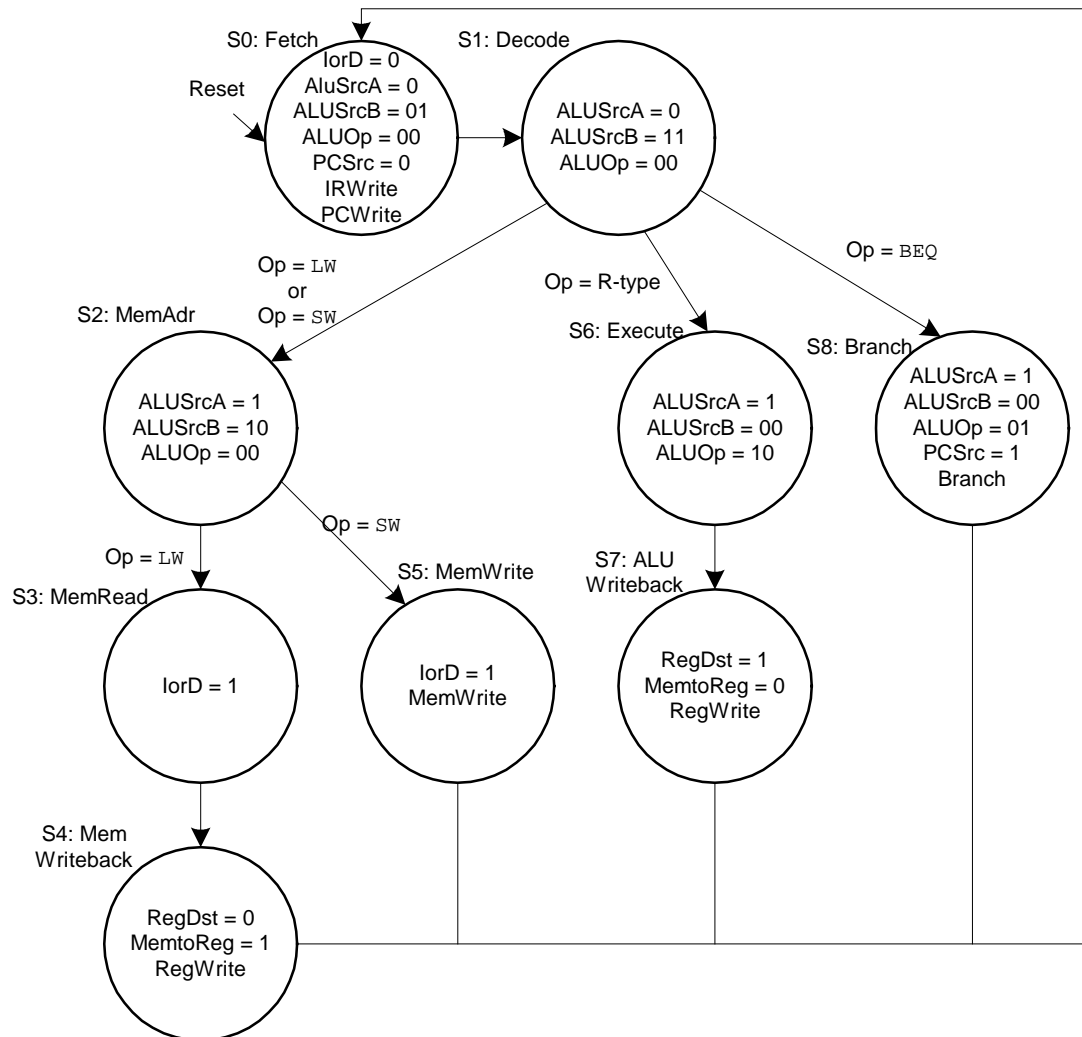 S0: Fetch
IorD = 0
AluSrcA = 0
ALUSrcB = 01
ALUOp = 00
PCSrc = 0
IRWrite
PCWrite
Reset
S1: Decode
ALUSrcA = 0
ALUSrcB = 11
ALUOp = 00
Op = LW
or
Op = SW
Op = R-type
Op = BEQ
S2: MemAdr
ALUSrcA = 1
ALUSrcB = 10
ALUOp = 00
S6: Execute
ALUSrcA = 1
ALUSrcB = 00
ALUOp = 10
S8: Branch
ALUSrcA = 1
ALUSrcB = 00
ALUOp = 01
PCSrc = 1
Branch
Op = LW
Op = SW
S3: MemRead
IorD = 1
S5: MemWrite
IorD = 1
MemWrite
S7: ALU
Writeback
RegDst = 1
MemtoReg = 0
RegWrite
S4: Mem
Writeback
RegDst = 0
MemtoReg = 1
RegWrite